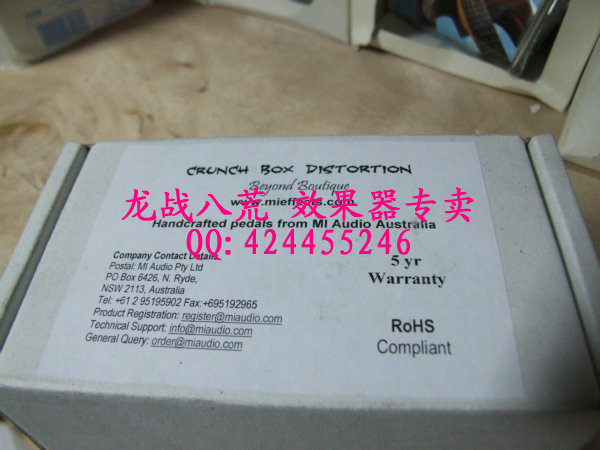 CRUNCH BOX DISTORTION
Beyond Boutique
www.mieffects.com
龙战八荒 效果器专卖
Handcrafted pedals from MI Audio Australia
QQ: 424455246
Company Contact Details
Postal: MI Audio Pty Ltd
PO Box 6426, N. Ryde,
NSW 2113, Australia
Tel: +61 2 95195902 Fax:+695192965
Product Registration: register@miaudio.com
Technical Support: info@miaudio.com
General Query: order@miaudio.com
5 yr
Warranty
RoHS
Compliant